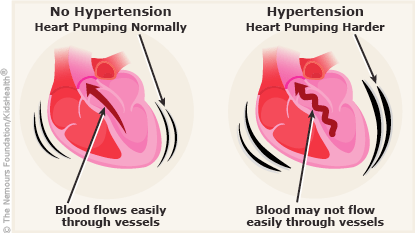 No Hypertension
Heart Pumping Normally
Blood flows easily
through vessels
Hypertension
Heart Pumping Harder
Blood may not flow
easily through vessels
© The Nemours Foundation/KidsHealth®